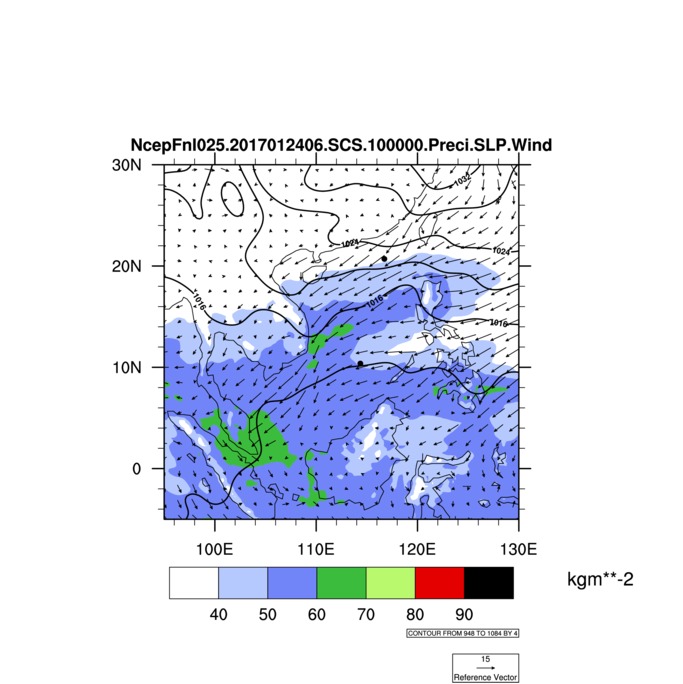 NcepFnl025.2017012406.SCS.100000.Preci.SLP.Wind
30N
1032
1024
1024
20N
1016
1016
1016
10N
0
100E 110E 120E 130E
kgm**-2
40 50 60 70 80 90
CONTOUR FROM 948 TO 1084 BY 4
15
Reference Vector